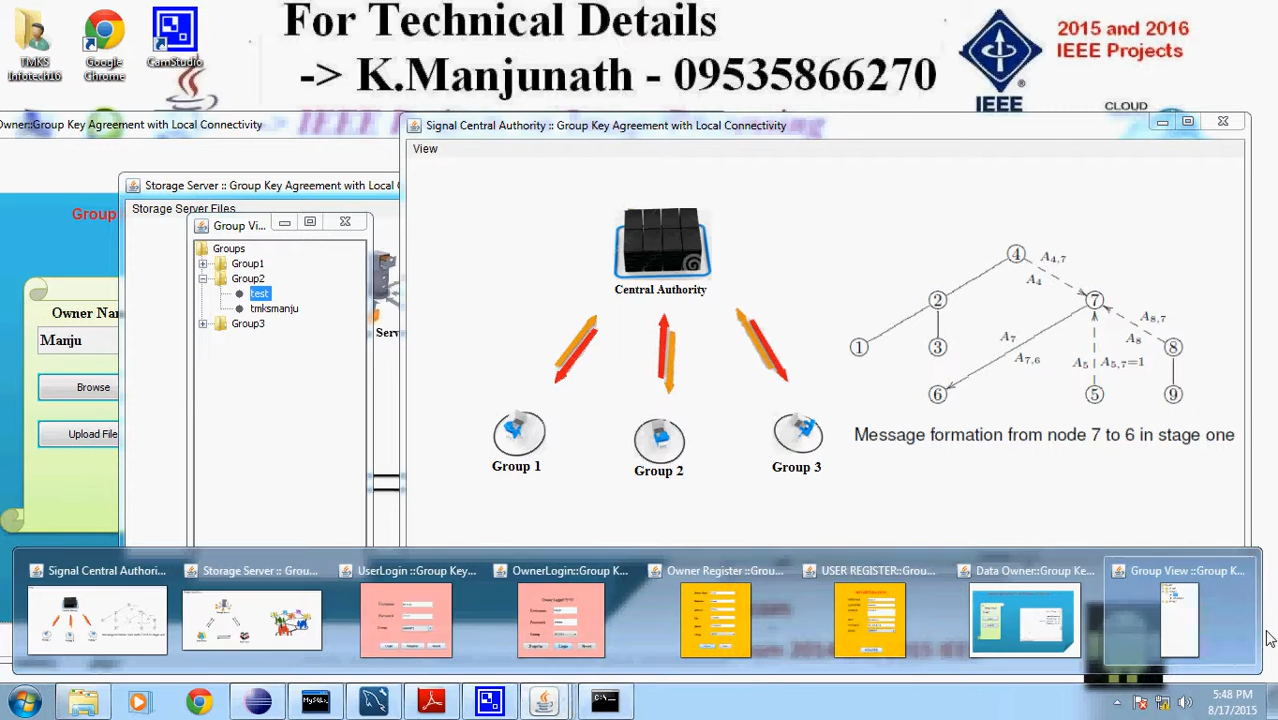 For Technical Details
-> K.Manjunath - 09535866270
2015 and 2016
IEEE Projects
IEEE
CLOUD
TMKS
Infotech16
Google
Chrome
CamStudio
Owner::Group Key Agreement with Local Connectivity
Signal Central Authority :: Group Key Agreement with Local Connectivity
View
Storage Server :: Group Key Agreement with Local C
Storage Server Files
Group
Group Vi...
Groups
Group1
Group2
test
tmksmanju
Group3
Owner Na
Manju
Browse
Upload File
Serv
Central Authority
Group 1
Group 2
Group 3
4
A4,7
A4
2
7
A8,7
1
3
A7
A8
8
A7,6
A5
A5,7=1
6
5
9
Message formation from node 7 to 6 in stage one
Signal Central Authori...
Storage Server :: Grou...
UserLogin ::Group Key...
OwnerLogin::Group K...
Owner Register ::Grou...
USER REGISTER::Grou...
Data Owner::Group Ke...
Group View ::Group K...
MySQL
C:\
5:48 PM
8/17/2015